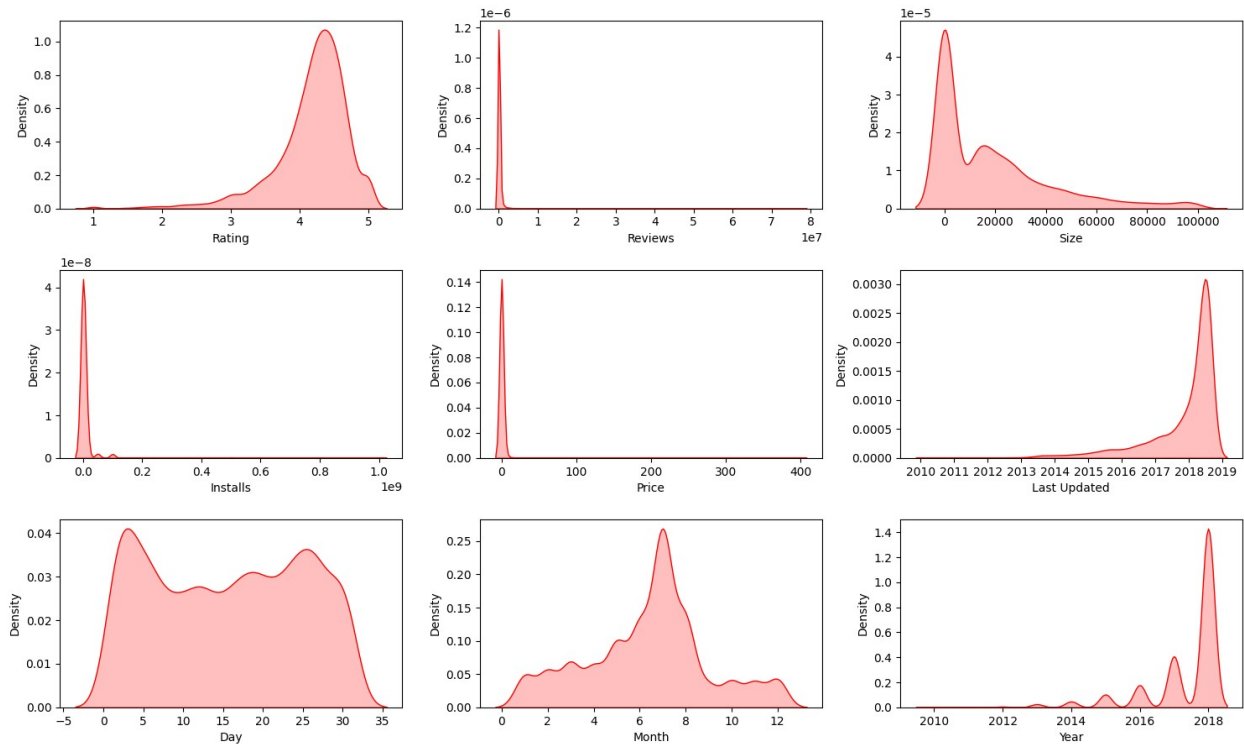 1e−6
1e−5
1.0
0.8
0.6
0.4
0.2
0.0
Density
1 2 3 4 5
Rating
1.2
1.0
0.8
0.6
0.4
0.2
0.0
Density
0 1 2 3 4 5 6 7 8
1e7
Reviews
5
4
3
2
1
0
Density
0 20000 40000 60000 80000 100000
Size
1e−8
4
3
2
1
0
Density
0.0 0.2 0.4 0.6 0.8 1.0
1e9
Installs
0.14
0.12
0.10
0.08
0.06
0.04
0.02
0.00
Density
0 100 200 300 400
Price
0.0030
0.0025
0.0020
0.0015
0.0010
0.0005
0.0000
Density
2010 2011 2012 2013 2014 2015 2016 2017 2018 2019
Last Updated
0.04
0.03
0.02
0.01
0.00
Density
−5 0 5 10 15 20 25 30 35
Day
0.25
0.20
0.15
0.10
0.05
0.00
Density
0 2 4 6 8 10 12
Month
1.4
1.2
1.0
0.8
0.6
0.4
0.2
0.0
Density
2010 2012 2014 2016 2018
Year